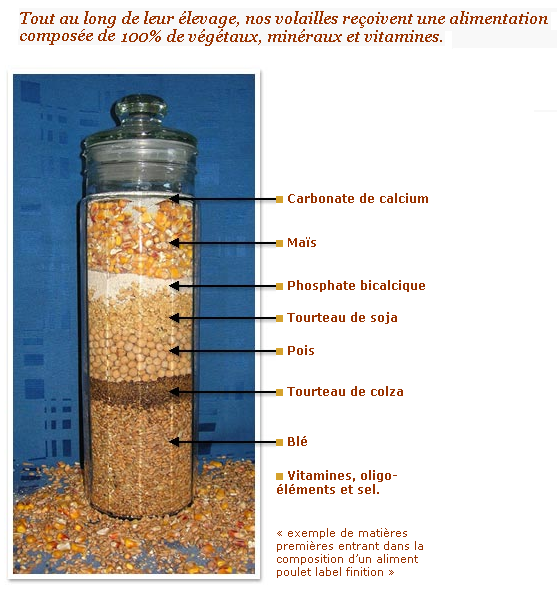 Tout au long de leur élevage, nos volailles reçoivent une alimentation
composée de 100% de végétaux, minéraux et vitamines.
Carbonate de calcium
Maïs
Phosphate bicalcique
Tourteau de soja
Pois
Tourteau de colza
Blé
Vitamines, oligo-
éléments et sel.
« exemple de matières
premières entrant dans la
composition d'un aliment
poulet label finition »